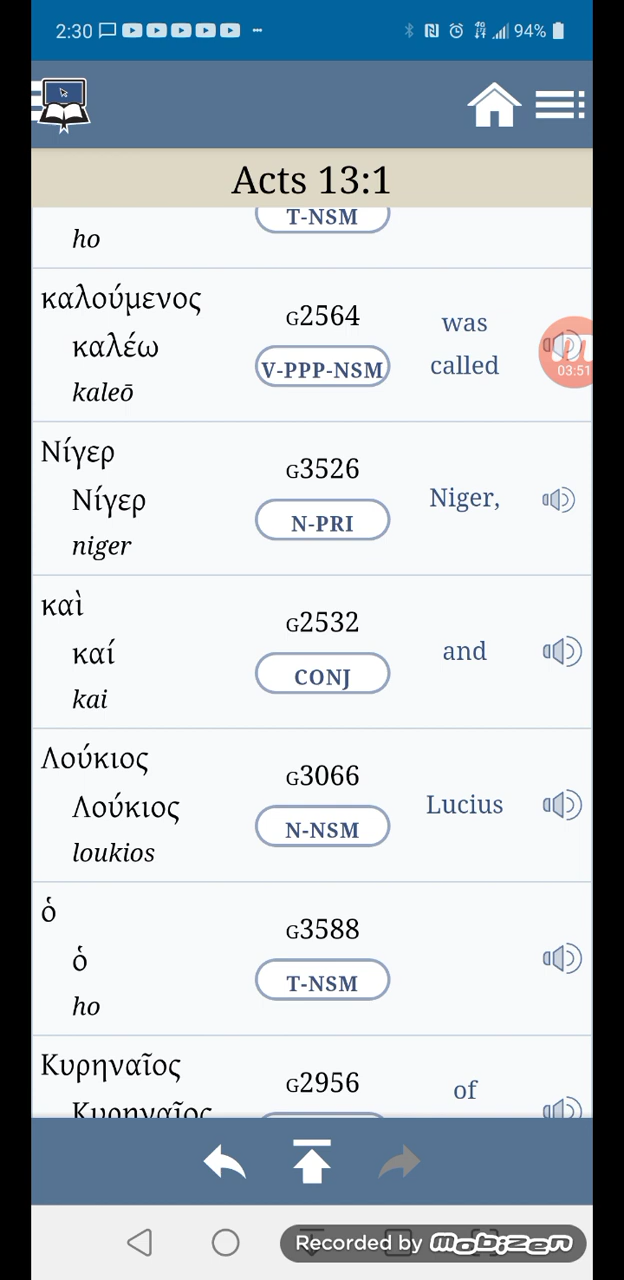 2:30
94%
Acts 13:1
T-NSM
ho
καλούμενος
καλέω
kaleō
G2564
V-PPP-NSM
was
called
03:51
Νίγερ
Νίγερ
niger
G3526
N-PRI
Niger,
καὶ
καί
kai
G2532
CONJ
and
Λούκιος
Λούκιος
loukios
G3066
N-NSM
Lucius
ὁ
ὁ
ho
G3588
T-NSM
Κυρηναῖος
Κυρηναῖος
G2956
of
Recorded by mobizen